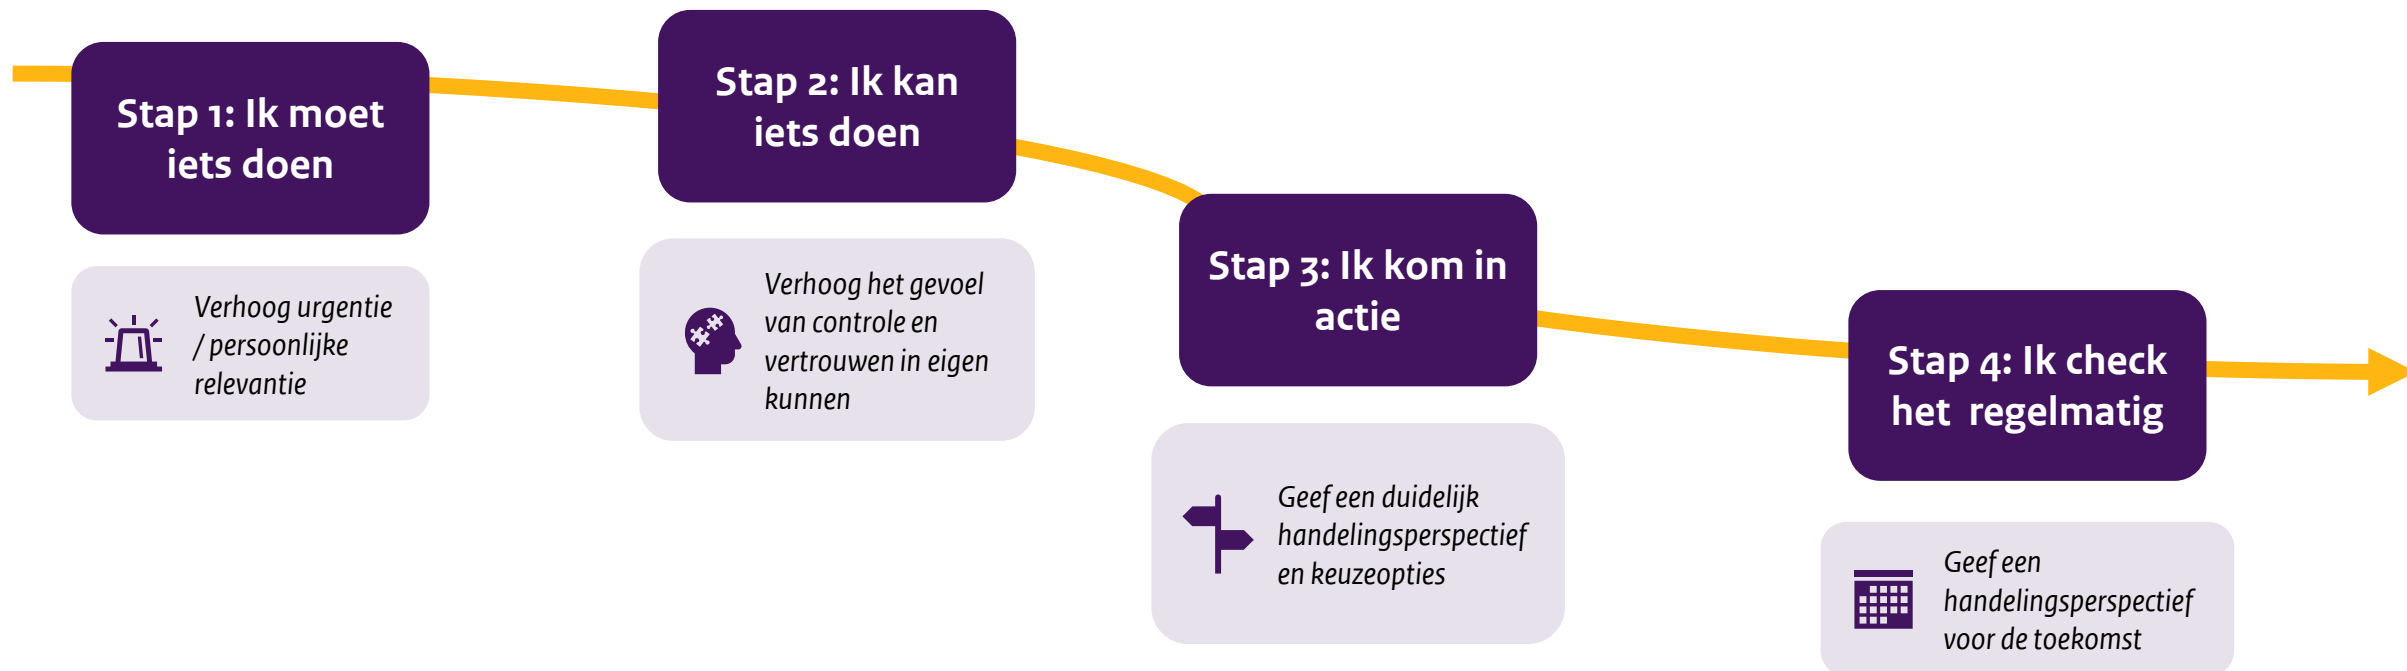 Stap 1: Ik moet
iets doen
Verhoog urgentie
/ persoonlijke
relevantie
Stap 2: Ik kan
iets doen
Verhoog het gevoel
van controle en
vertrouwen in eigen
kunnen
Stap 3: Ik kom in
actie
Geef een duidelijk
handelingsperspectief
en keuzeopties
Stap 4: Ik check
het  regelmatig
Geef een
handelingsperspectief
voor de toekomst